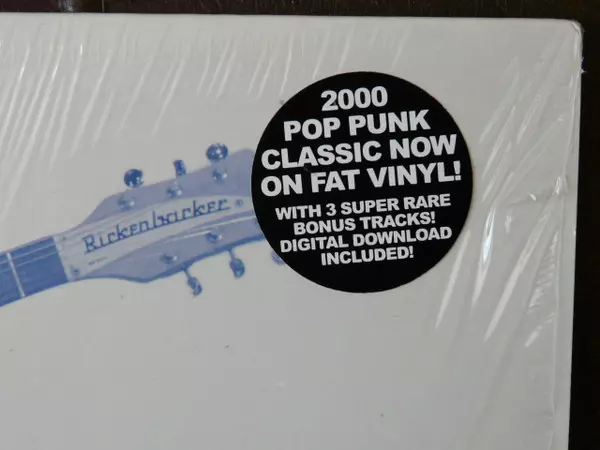 2000
POP PUNK
CLASSIC NOW
ON FAT VINYL!
WITH 3 SUPER RARE
BONUS TRACKS!
DIGITAL DOWNLOAD
INCLUDED!
Rickenbacker ®